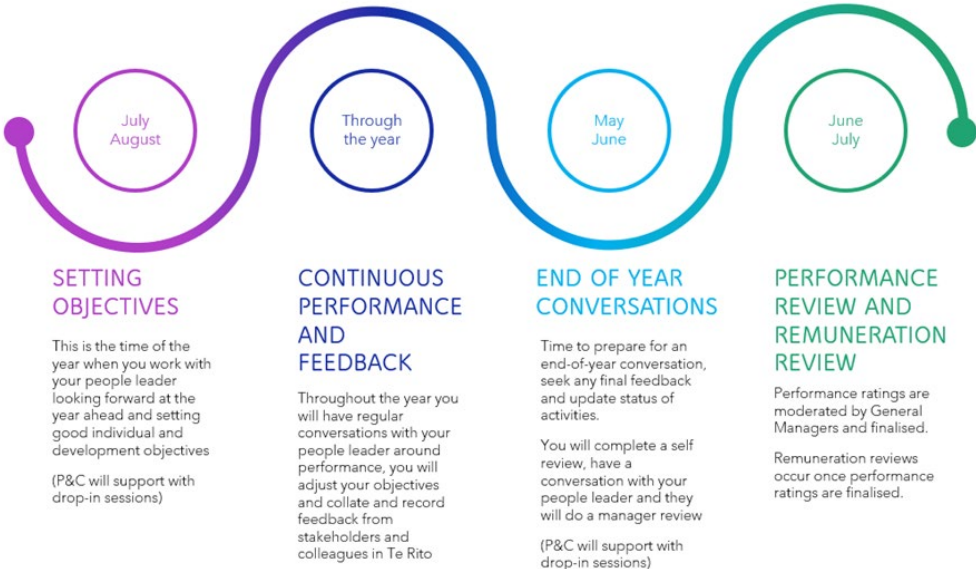 July
August
Through
the year
May
June
June
July
SETTING
OBJECTIVES
This is the time of the
year when you work with
your people leader
looking forward at the
year ahead and setting
good individual and
development objectives
(P&C will support with
drop-in sessions)
CONTINUOUS
PERFORMANCE
AND
FEEDBACK
Throughout the year you
will have regular
conversations with your
people leader around
performance, you will
adjust your objectives
and collate and record
feedback from
stakeholders and
colleagues in Te Rito
END OF YEAR
CONVERSATIONS
Time to prepare for an
end-of-year conversation,
seek any final feedback
and update status of
activities.
You will complete a self
review, have a
conversation with your
people leader and they
will do a manager review
(P&C will support with
drop-in sessions)
PERFORMANCE
REVIEW AND
REMUNERATION
REVIEW
Performance ratings are
moderated by General
Managers and finalised.
Remuneration reviews
occur once performance
ratings are finalised.